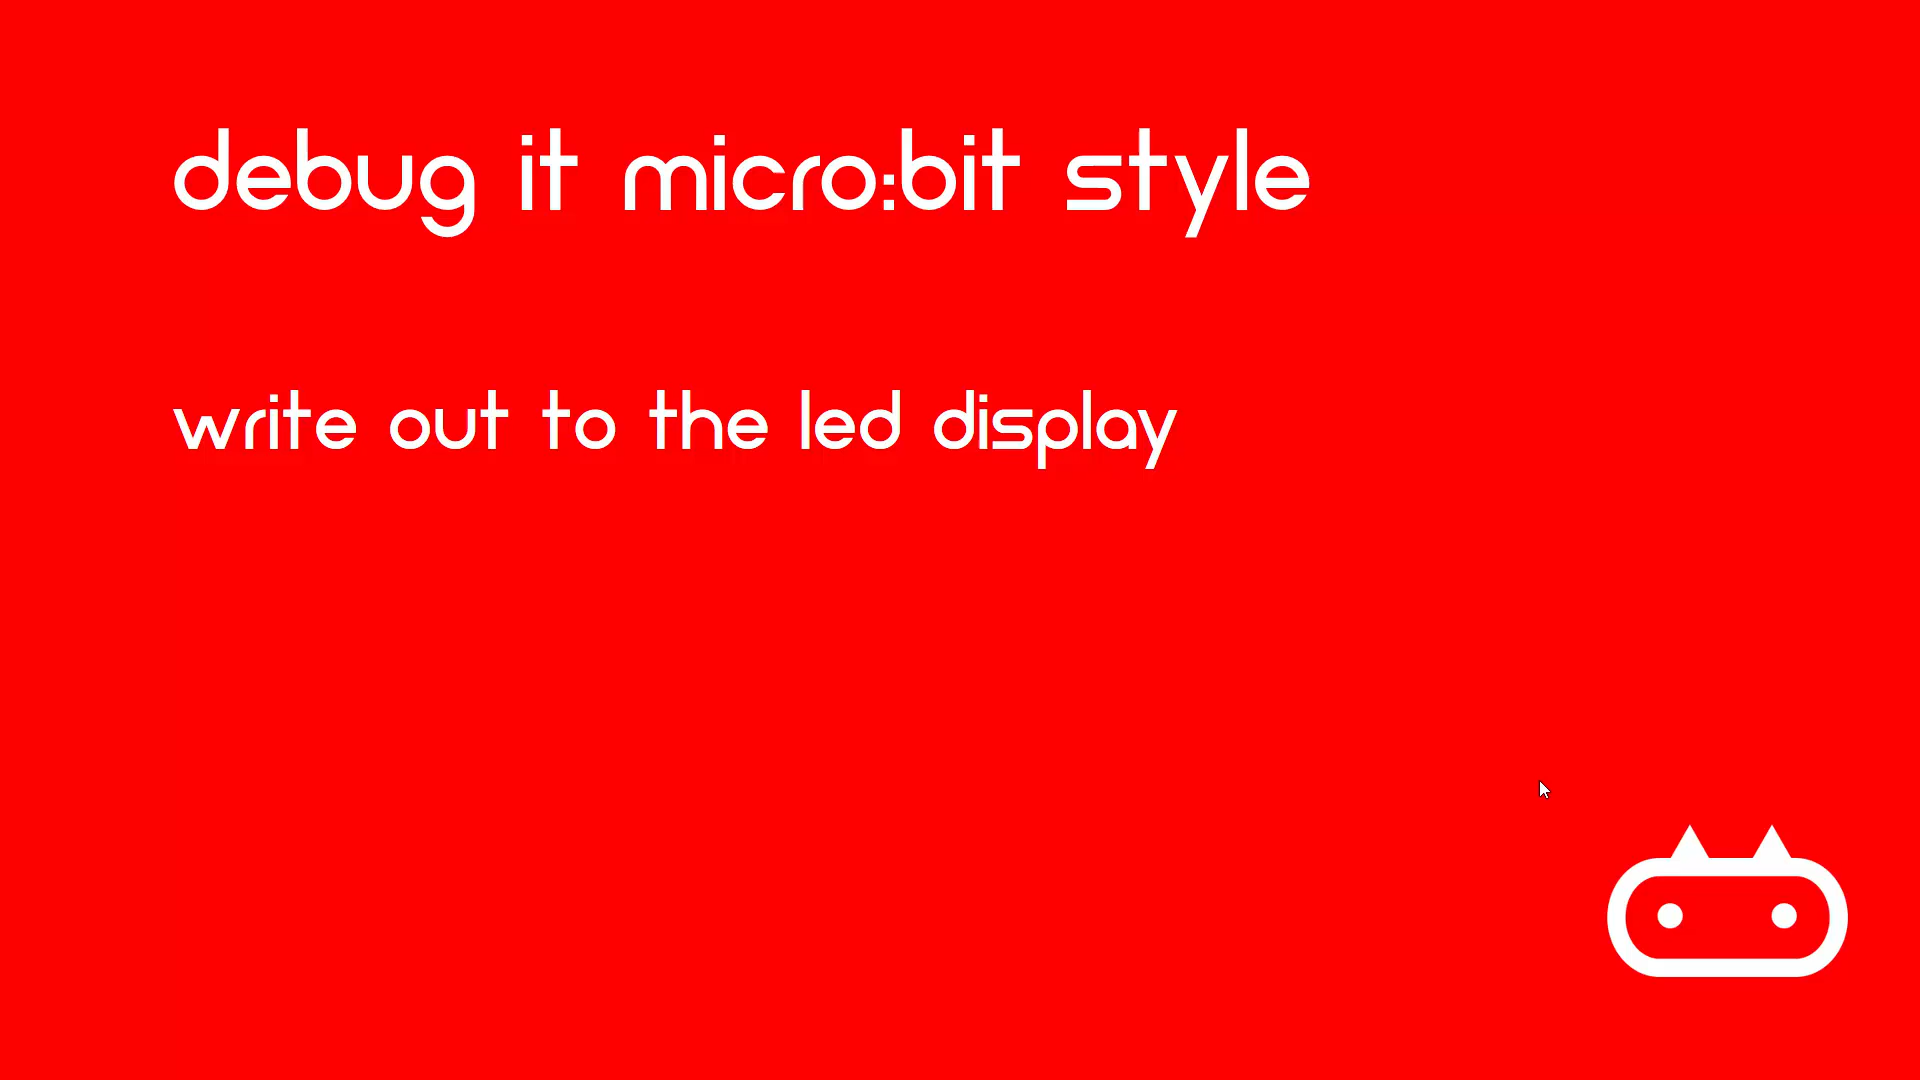 debug it micro:bit style
write out to the led display